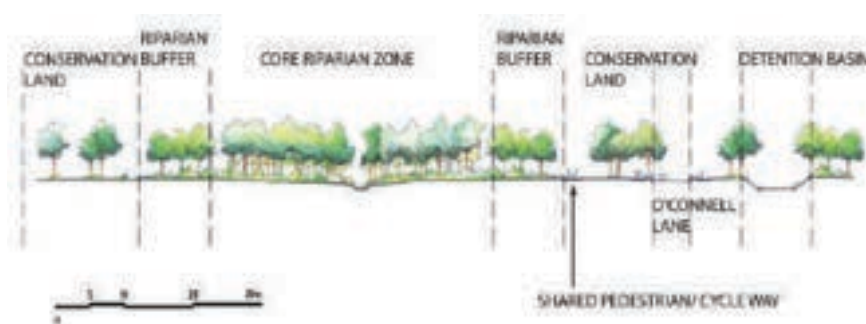 CONSERVATION
LAND
RIPARIAN
BUFFER
CORE RIPARIAN ZONE
RIPARIAN
BUFFER
CONSERVATION
LAND
DETENTION BASIN
O'CONNELL
LANE
SHARED PEDESTRIAN/ CYCLE WAY